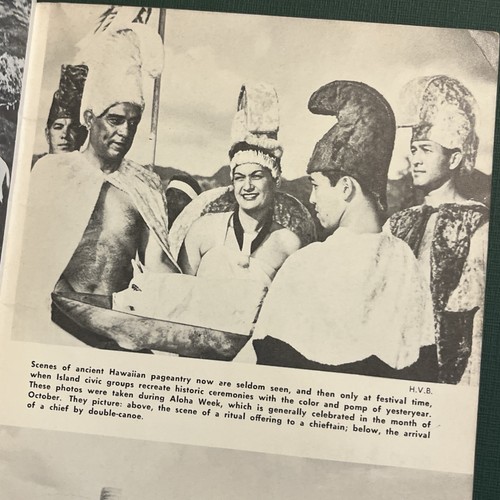 H.V.B.
Scenes of ancient Hawaiian pageantry now are seldom seen, and then only at festival time,
when Island civic groups recreate historic ceremonies with the color and pomp of yesteryear.
These photos were taken during Aloha Week, which is generally celebrated in the month of
October. They picture: above, the scene of a ritual offering to a chieftain; below, the arrival
of a chief by double-canoe.